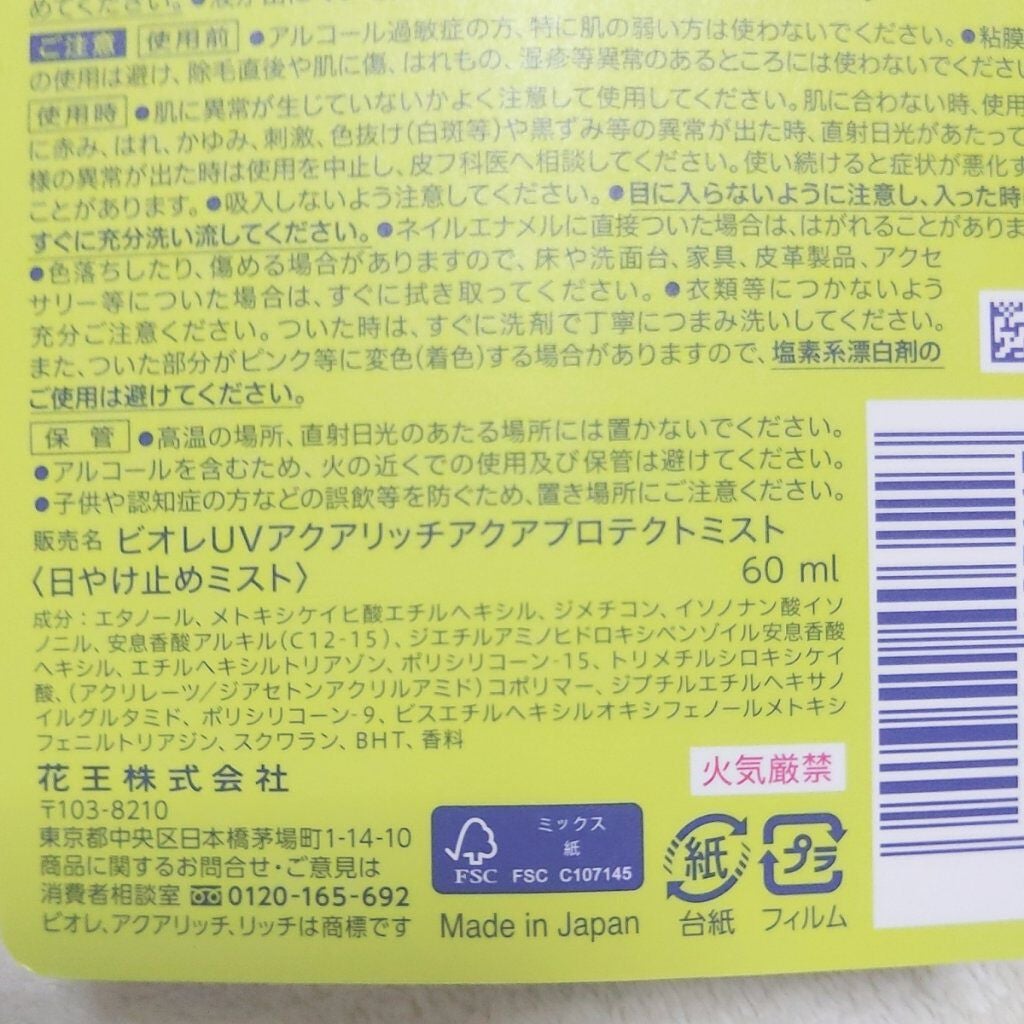 めてください。
ご注意 使用前 ●アルコール過敏症の方、特に肌の弱い方は使わないでください。●粘膜
の使用は避け、除毛直後や肌に傷、はれもの、湿疹等異常のあるところには使わないでくださ
使用時 ●肌に異常が生じていないかよく注意して使用してください。肌に合わない時、使用
に赤み、はれ、かゆみ、刺激、色抜け(白斑等)や黒ずみ等の異常が出た時、直射日光があたって
様の異常が出た時は使用を中止し、皮フ科医へ相談してください。使い続けると症状が悪化す
ことがあります。●吸入しないよう注意してください。●目に入らないように注意し、入った時
すぐに充分洗い流してください。●ネイルエナメルに直接ついた場合は、はがれることがありま
●色落ちしたり、傷める場合がありますので、床や洗面台、家具、皮革製品、アクセ
サリー等についた場合は、すぐに拭き取ってください。●衣類等につかないよう
充分ご注意ください。ついた時は、すぐに洗剤で丁寧につまみ洗いしてください。
また、ついた部分がピンク等に変色(着色)する場合がありますので、塩素系漂白剤の
ご使用は避けてください。
保管 ●高温の場所、直射日光のあたる場所には置かないでください。
●アルコールを含むため、火の近くでの使用及び保管は避けてください。
●子供や認知症の方などの誤飲等を防ぐため、置き場所にご注意ください。
販売名 ビオレUVアクアリッチアクアプロテクトミスト
〈日やけ止めミスト〉 60 ml
成分：エタノール、メトキシケイヒ酸エチルヘキシル、ジメチコン、イソノナン酸イソ
ノニル、安息香酸アルキル(C12-15)、ジエチルアミノヒドロキシベンゾイル安息香酸
ヘキシル、エチルヘキシルトリアゾン、ポリシリコーン-15、トリメチルシロキシケイ
酸、(アクリレーツ/ジアセトンアクリルアミド)コポリマー、ジブチルエチルヘキサノ
イルグルタミド、ポリシリコーン-9、ビスエチルヘキシルオキシフェノールメトキシ
フェニルトリアジン、スクワラン、BHT、香料
花王株式会社
火気厳禁
〒103-8210
東京都中央区日本橋茅場町1-14-10
商品に関するお問合せ・ご意見は
消費者相談室 0120-165-692
ビオレ、アクアリッチ、リッチは商標です
ミックス
紙
FSC FSC C107145
Made in Japan
紙
台紙
プラ
フィルム